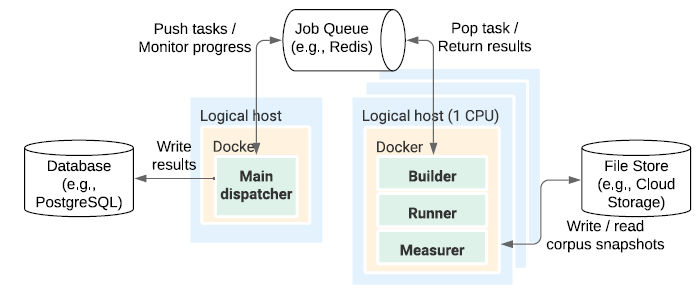 Push tasks /
Monitor progress
Job Queue
(e.g., Redis)
Pop task /
Return results
Logical host
Docker
Main
dispatcher
Write
results
Database
(e.g.,
PostgreSQL)
Logical host (1 CPU)
Docker
Builder
Runner
Measurer
File Store
(e.g., Cloud
Storage)
Write / read
corpus snapshots